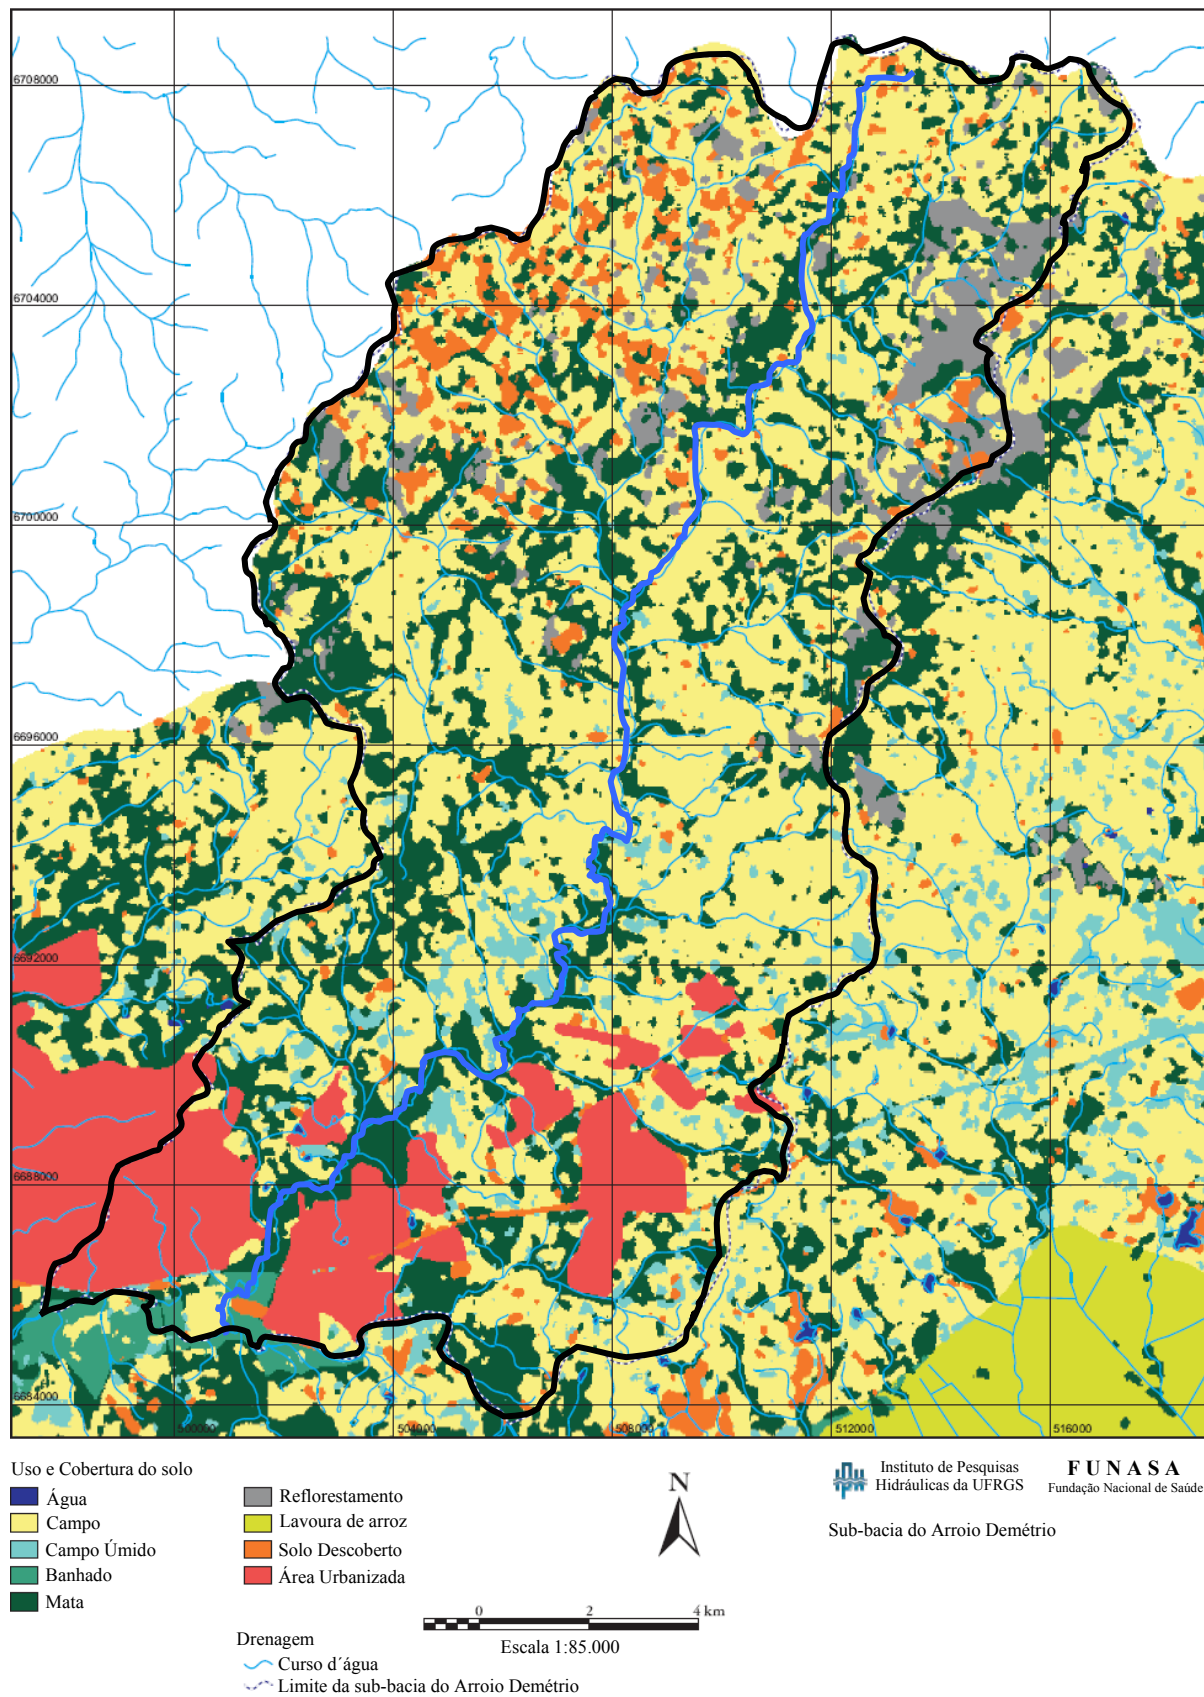 6708000
6704000
6700000
6696000
6692000
6688000
6684000
500000
504000
508000
512000
516000
Uso e Cobertura do solo
Água
Campo
Campo Úmido
Banhado
Mata
Reflorestamento
Lavoura de arroz
Solo Descoberto
Área Urbanizada
Drenagem
Curso d´água
Limite da sub-bacia do Arroio Demétrio
N
0 2 4 km
Escala 1:85.000
Instituto de Pesquisas
Hidráulicas da UFRGS
FUNASA
Fundação Nacional de Saúde
Sub-bacia do Arroio Demétrio